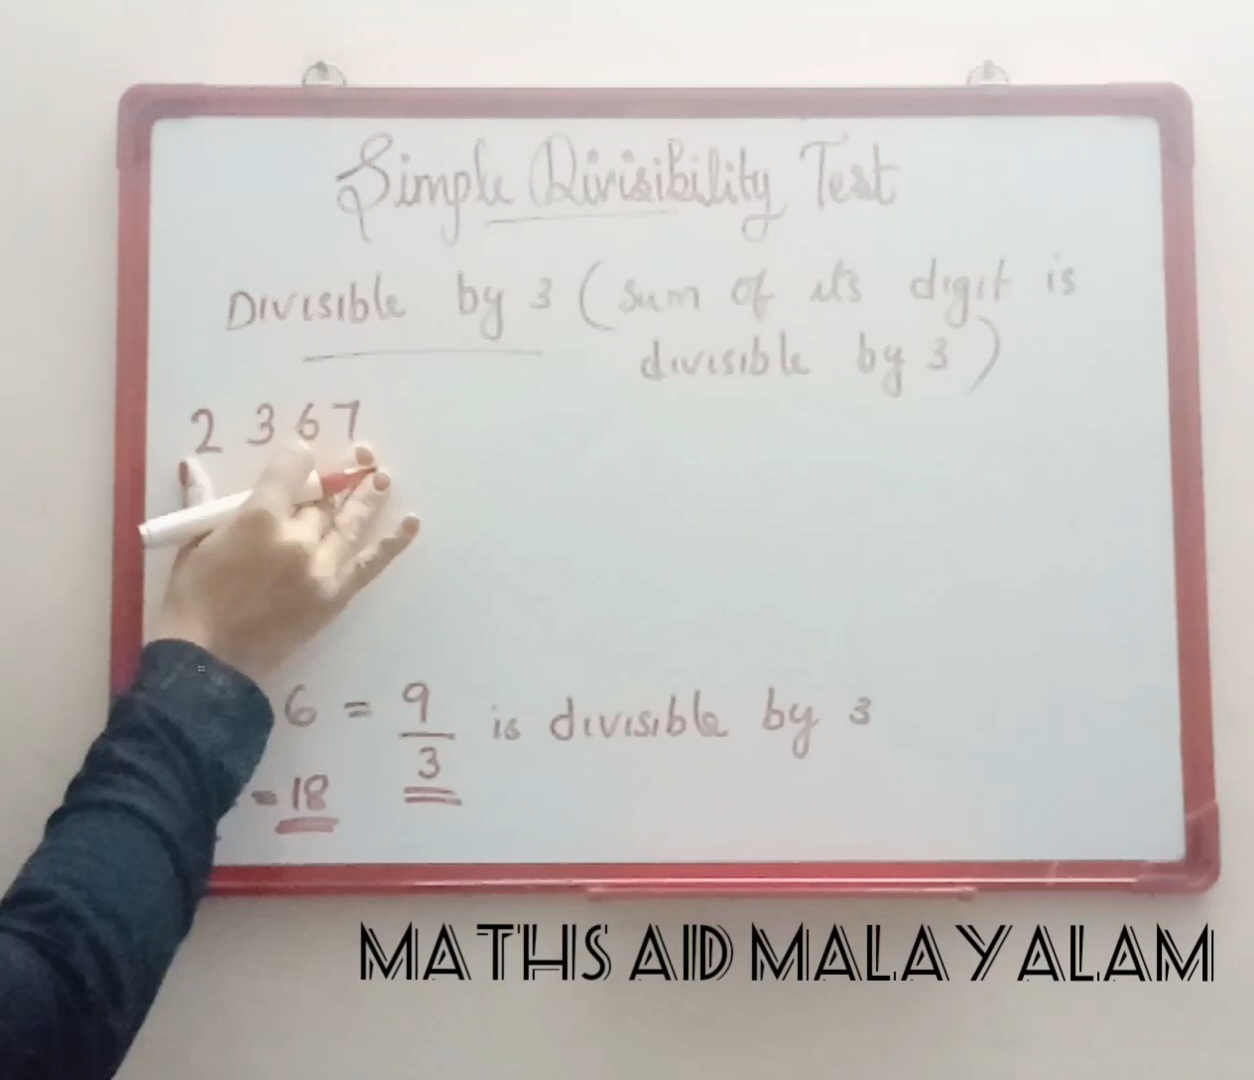 Simple Divisibility Test
Divisible by 3 (sum of its digit is
divisible by 3)
2 3 6 7
6 = 9/3 is divisible by 3
= 18
MATHS AID MALAYALAM